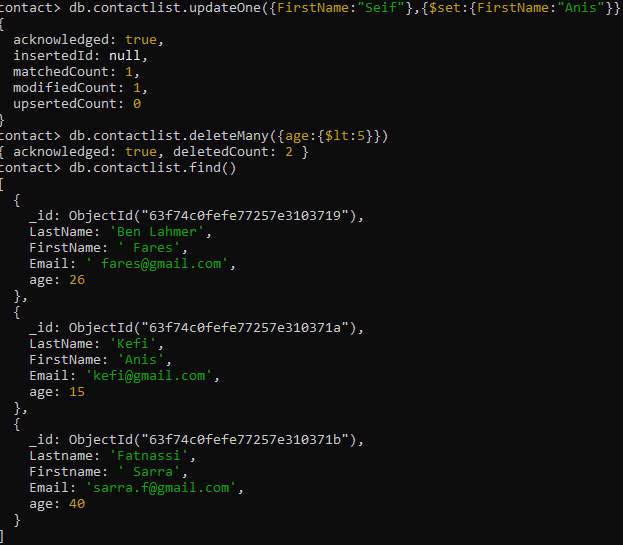 contact> db.contactlist.updateOne({FirstName:"Seif"},{$set:{FirstName:"Anis"}}
{
  acknowledged: true,
  insertedId: null,
  matchedCount: 1,
  modifiedCount: 1,
  upsertedCount: 0
}
contact> db.contactlist.deleteMany({age:{$lt:5}})
{ acknowledged: true, deletedCount: 2 }
contact> db.contactlist.find()
[
  {
    _id: ObjectId("63f74c0fefe77257e3103719"),
    LastName: 'Ben Lahmer',
    FirstName: ' Fares',
    Email: ' fares@gmail.com',
    age: 26
  },
  {
    _id: ObjectId("63f74c0fefe77257e310371a"),
    LastName: 'Kefi',
    FirstName: 'Anis',
    Email: 'kefi@gmail.com',
    age: 15
  },
  {
    _id: ObjectId("63f74c0fefe77257e310371b"),
    Lastname: 'Fatnassi',
    Firstname: ' Sarra',
    Email: 'sarra.f@gmail.com',
    age: 40
  }
]